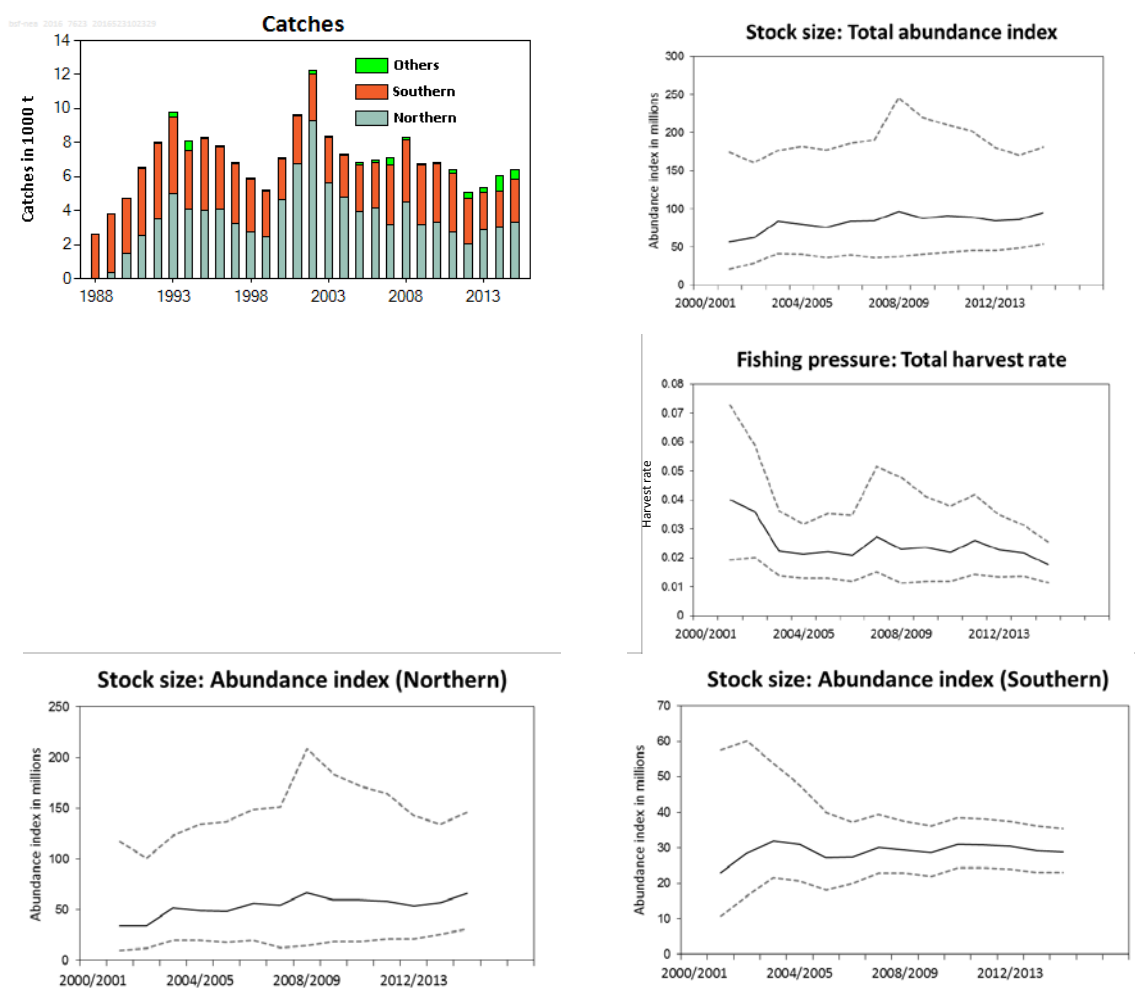 Catches
14
12
10
8
6
4
2
0
Catches in 1000 t
Others
Southern
Northern
1988 1993 1998 2003 2008 2013
Stock size: Total abundance index
300
250
200
150
100
50
0
Abundance index in millions
2000/2001 2004/2005 2008/2009 2012/2013
Fishing pressure: Total harvest rate
0.08
0.07
0.06
0.05
0.04
0.03
0.02
0.01
0
Harvest rate
2000/2001 2004/2005 2008/2009 2012/2013
Stock size: Abundance index (Northern)
250
200
150
100
50
0
Abundance index in millions
2000/2001 2004/2005 2008/2009 2012/2013
Stock size: Abundance index (Southern)
70
60
50
40
30
20
10
0
Abundance index in millions
2000/2001 2004/2005 2008/2009 2012/2013